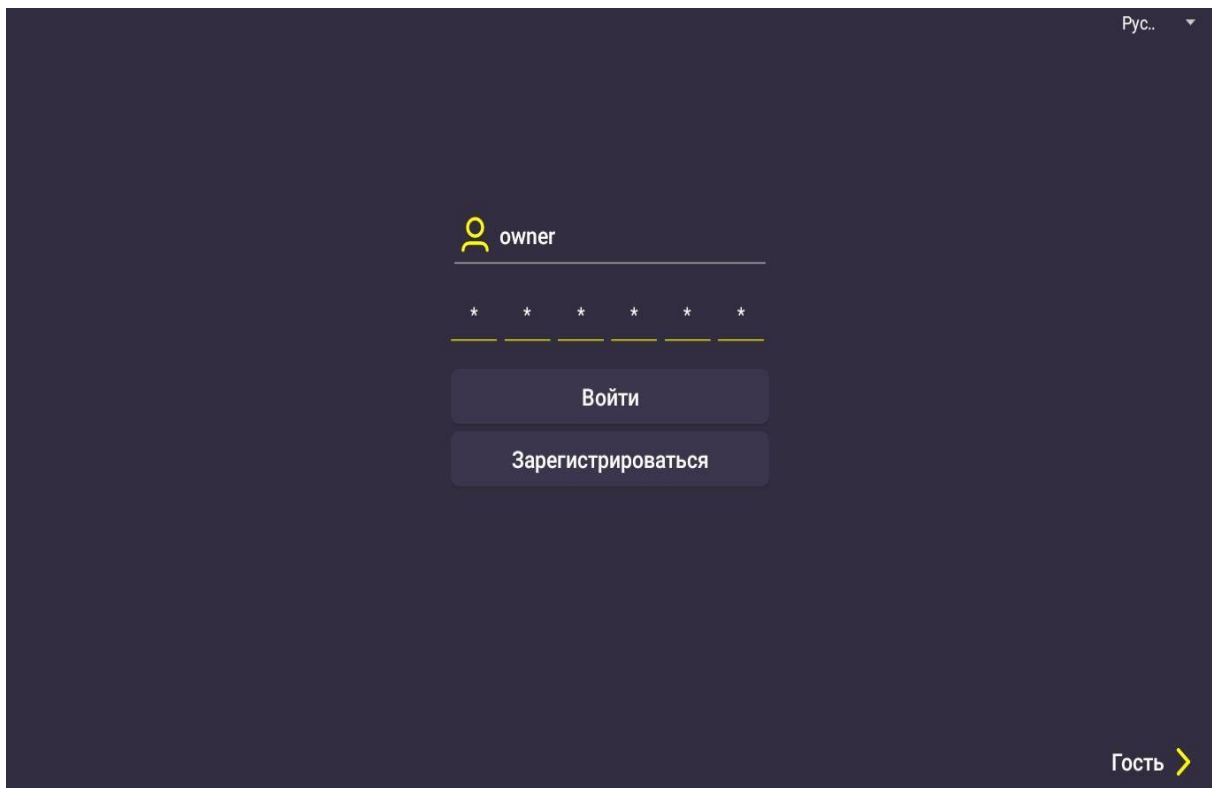 Рус..
owner
* * * * * *
Войти
Зарегистрироваться
Гость